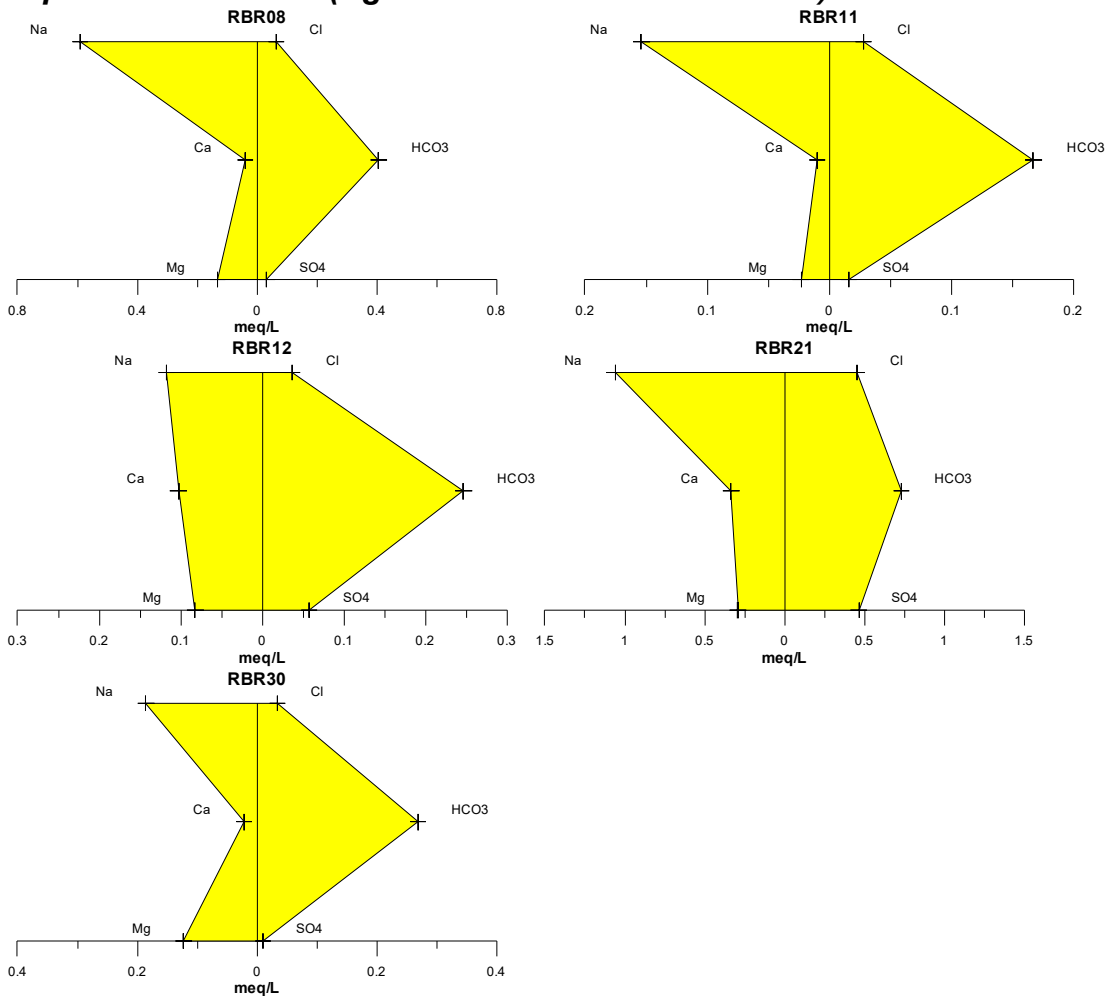 RBR08
Na Cl
Ca HCO3
Mg SO4
0.8 0.4 0 0.4 0.8
meq/L
RBR11
Na Cl
Ca HCO3
Mg SO4
0.2 0.1 0 0.1 0.2
meq/L
RBR12
Na Cl
Ca HCO3
Mg SO4
0.3 0.2 0.1 0 0.1 0.2 0.3
meq/L
RBR21
Na Cl
Ca HCO3
Mg SO4
1.5 1 0.5 0 0.5 1 1.5
meq/L
RBR30
Na Cl
Ca HCO3
Mg SO4
0.4 0.2 0 0.2 0.4
meq/L